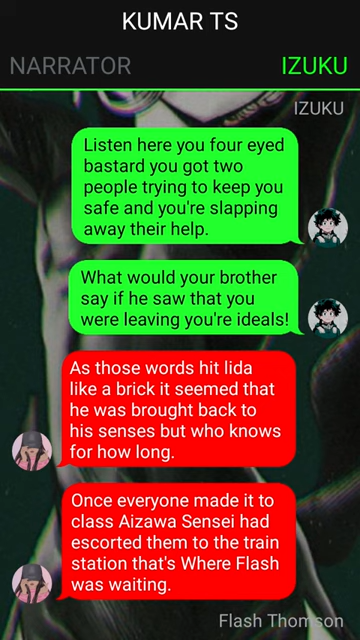 KUMAR TS
NARRATOR
IZUKU
IZUKU
Listen here you four eyed
bastard you got two
people trying to keep you
safe and you're slapping
away their help.
What would your brother
say if he saw that you
were leaving you're ideals!
As those words hit lida
like a brick it seemed that
he was brought back to
his senses but who knows
for how long.
Once everyone made it to
class Aizawa Sensei had
escorted them to the train
station that's Where Flash
was waiting.
Flash Thomson